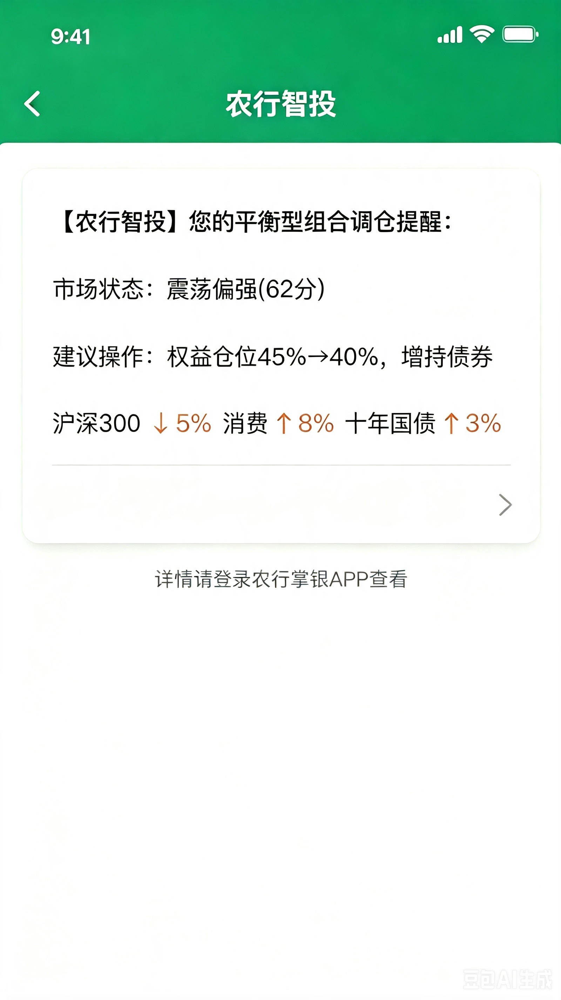 9:41
农行智投
【农行智投】您的平衡型组合调仓提醒：
市场状态：震荡偏强(62分)
建议操作：权益仓位45%→40%，增持债券
沪深300 ↓5% 消费 ↑8% 十年国债 ↑3%
详情请登录农行掌银APP查看
豆包AI生成